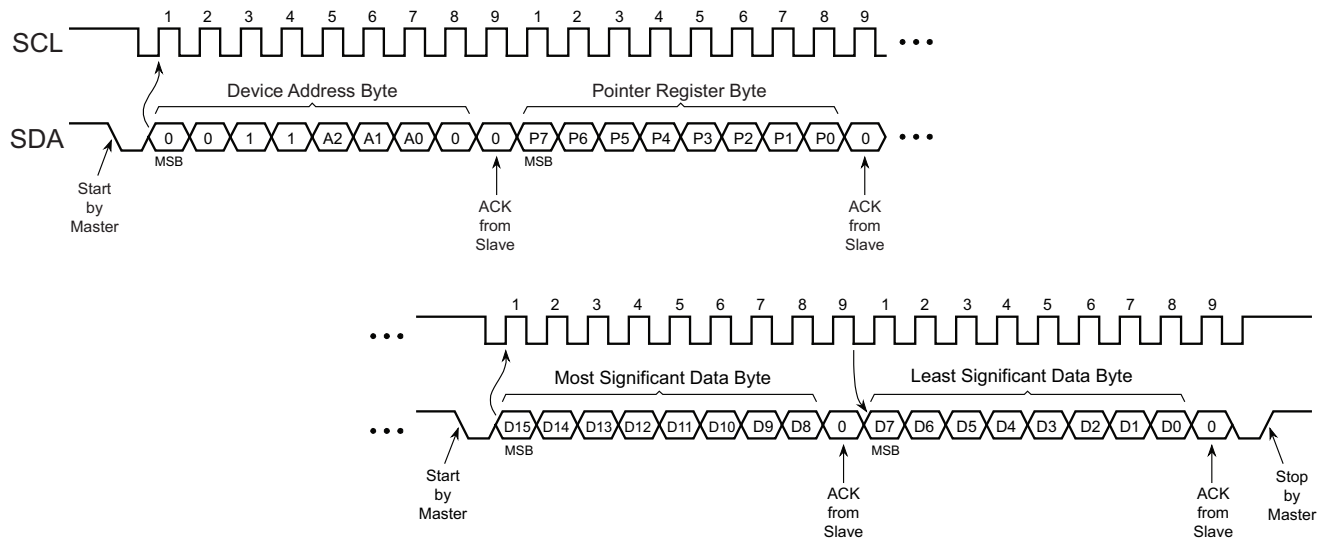 1 2 3 4 5 6 7 8 9 1 2 3 4 5 6 7 8 9
SCL
Device Address Byte Pointer Register Byte
SDA 0 0 1 1 A2 A1 A0 0 0 P7 P6 P5 P4 P3 P2 P1 P0 0
MSB MSB
Start
by
Master
ACK
from
Slave
ACK
from
Slave
1 2 3 4 5 6 7 8 9 1 2 3 4 5 6 7 8 9
Most Significant Data Byte Least Significant Data Byte
D15 D14 D13 D12 D11 D10 D9 D8 0 D7 D6 D5 D4 D3 D2 D1 D0 0
MSB MSB
Start
by
Master
ACK
from
Slave
ACK
from
Slave
Stop
by
Master